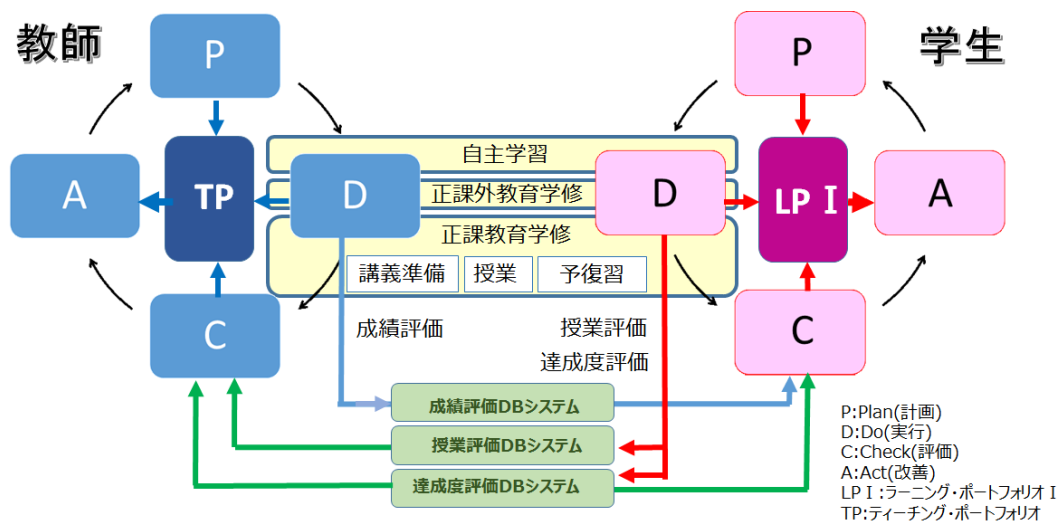 教師
学生
P
P
自主学習
A
TP
D
正課外教育学修
D
LP Ⅰ
A
正課教育学修
講義準備
授業
予復習
C
C
成績評価
授業評価
達成度評価
成績評価DBシステム
授業評価DBシステム
達成度評価DBシステム
P:Plan(計画)
D:Do(実行)
C:Check(評価)
A:Act(改善)
LPⅠ:ラーニング・ポートフォリオⅠ
TP:ティーチング・ポートフォリオ